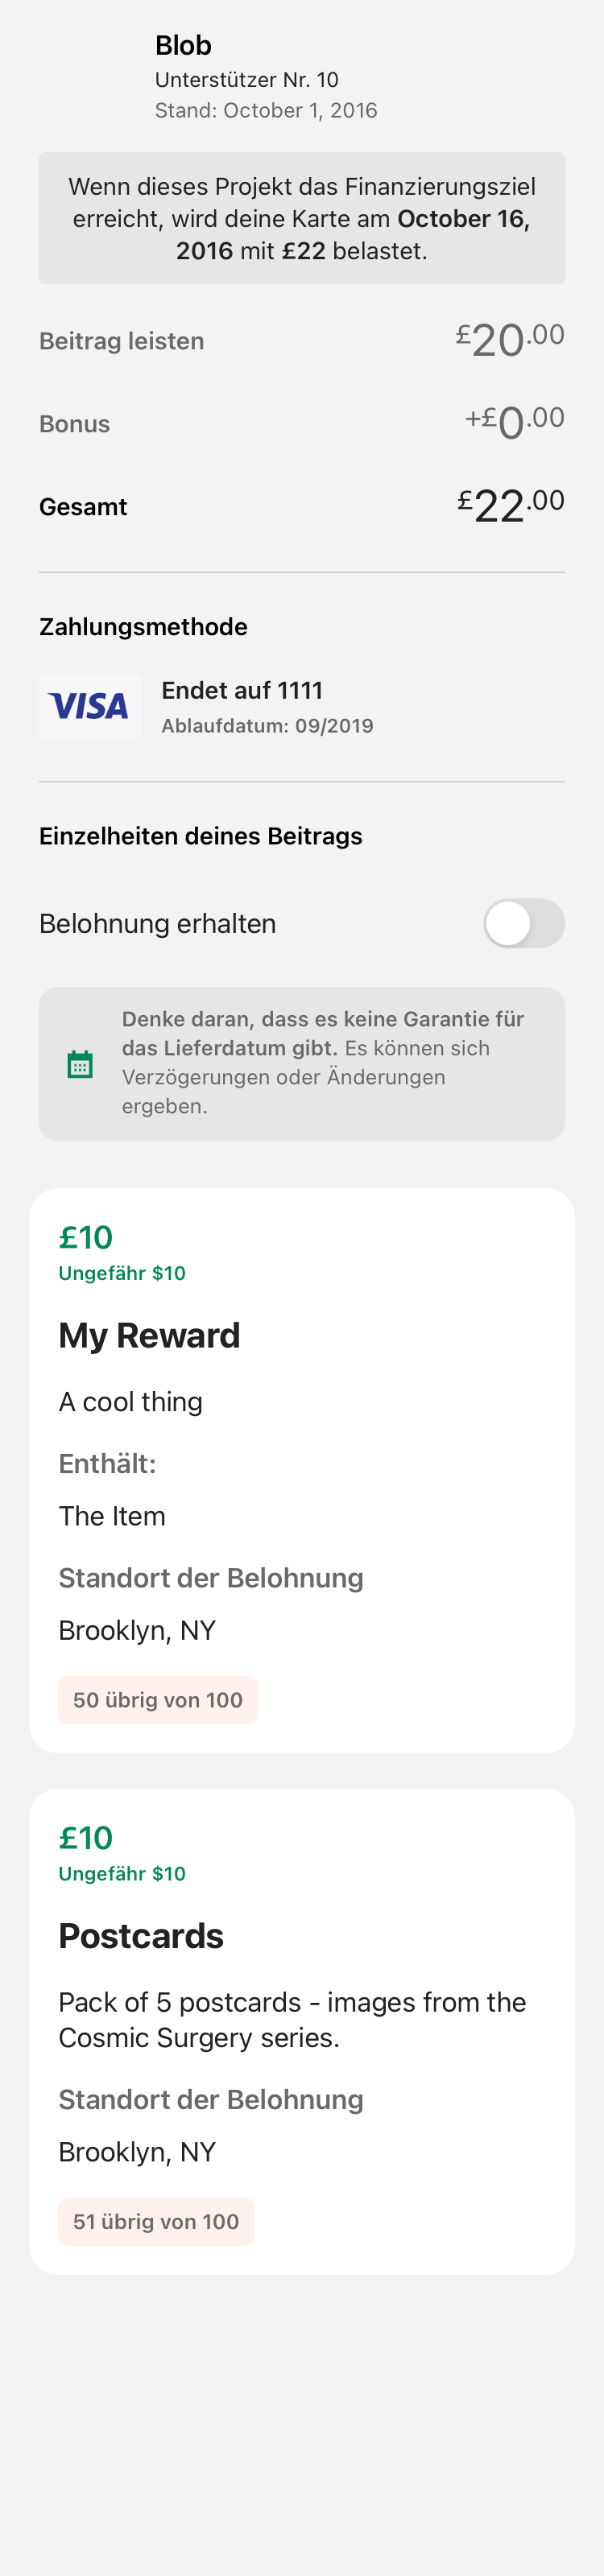 Blob
Unterstützer Nr. 10
Stand: October 1, 2016
Wenn dieses Projekt das Finanzierungsziel
erreicht, wird deine Karte am October 16,
2016 mit £22 belastet.
Beitrag leisten £20.00
Bonus +£0.00
Gesamt £22.00
Zahlungsmethode
VISA
Endet auf 1111
Ablaufdatum: 09/2019
Einzelheiten deines Beitrags
Belohnung erhalten
Denke daran, dass es keine Garantie für
das Lieferdatum gibt. Es können sich
Verzögerungen oder Änderungen
ergeben.
£10
Ungefähr $10
My Reward
A cool thing
Enthält:
The Item
Standort der Belohnung
Brooklyn, NY
50 übrig von 100
£10
Ungefähr $10
Postcards
Pack of 5 postcards - images from the
Cosmic Surgery series.
Standort der Belohnung
Brooklyn, NY
51 übrig von 100